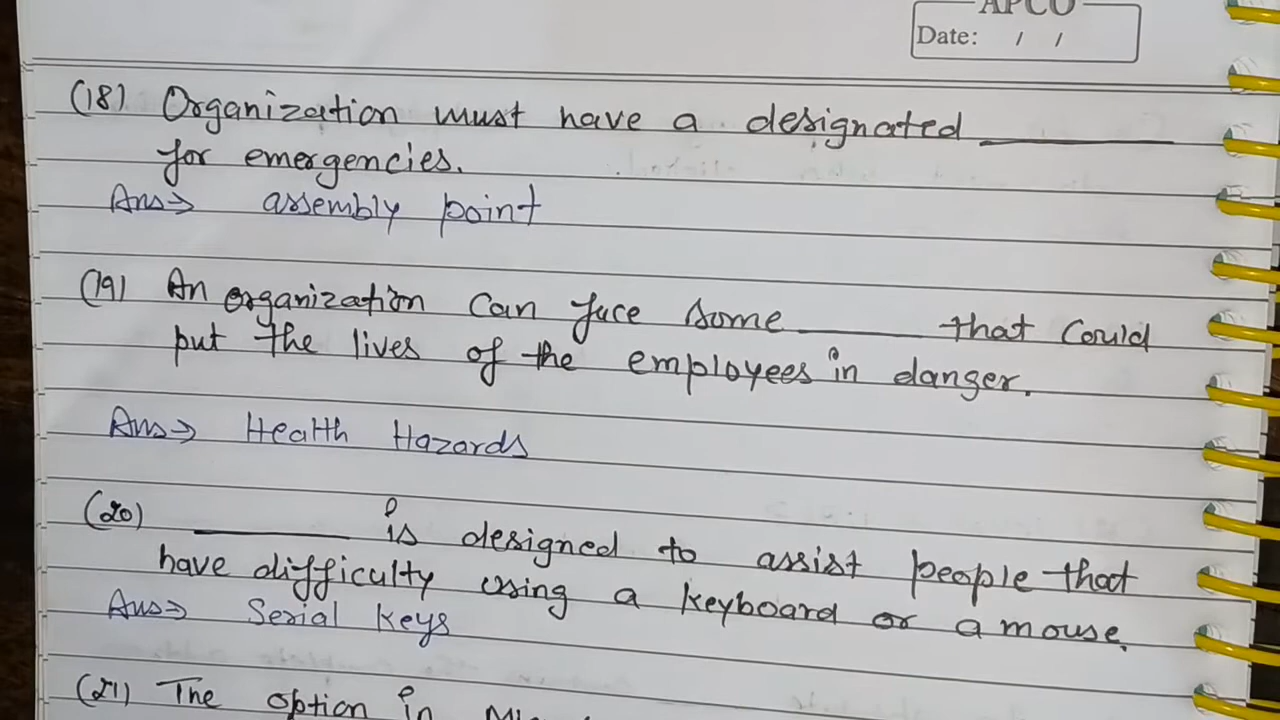 APCO
Date: / /
(18) Organization must have a designated ________
for emergencies.
Ans⇒ assembly point
(19) An organization can face some ______ that could
put the lives of the employees in danger.
Ans⇒ Health Hazards
(20) ________ is designed to assist people that
have difficulty using a keyboard or a mouse.
Ans⇒ Serial Keys
(21) The option in